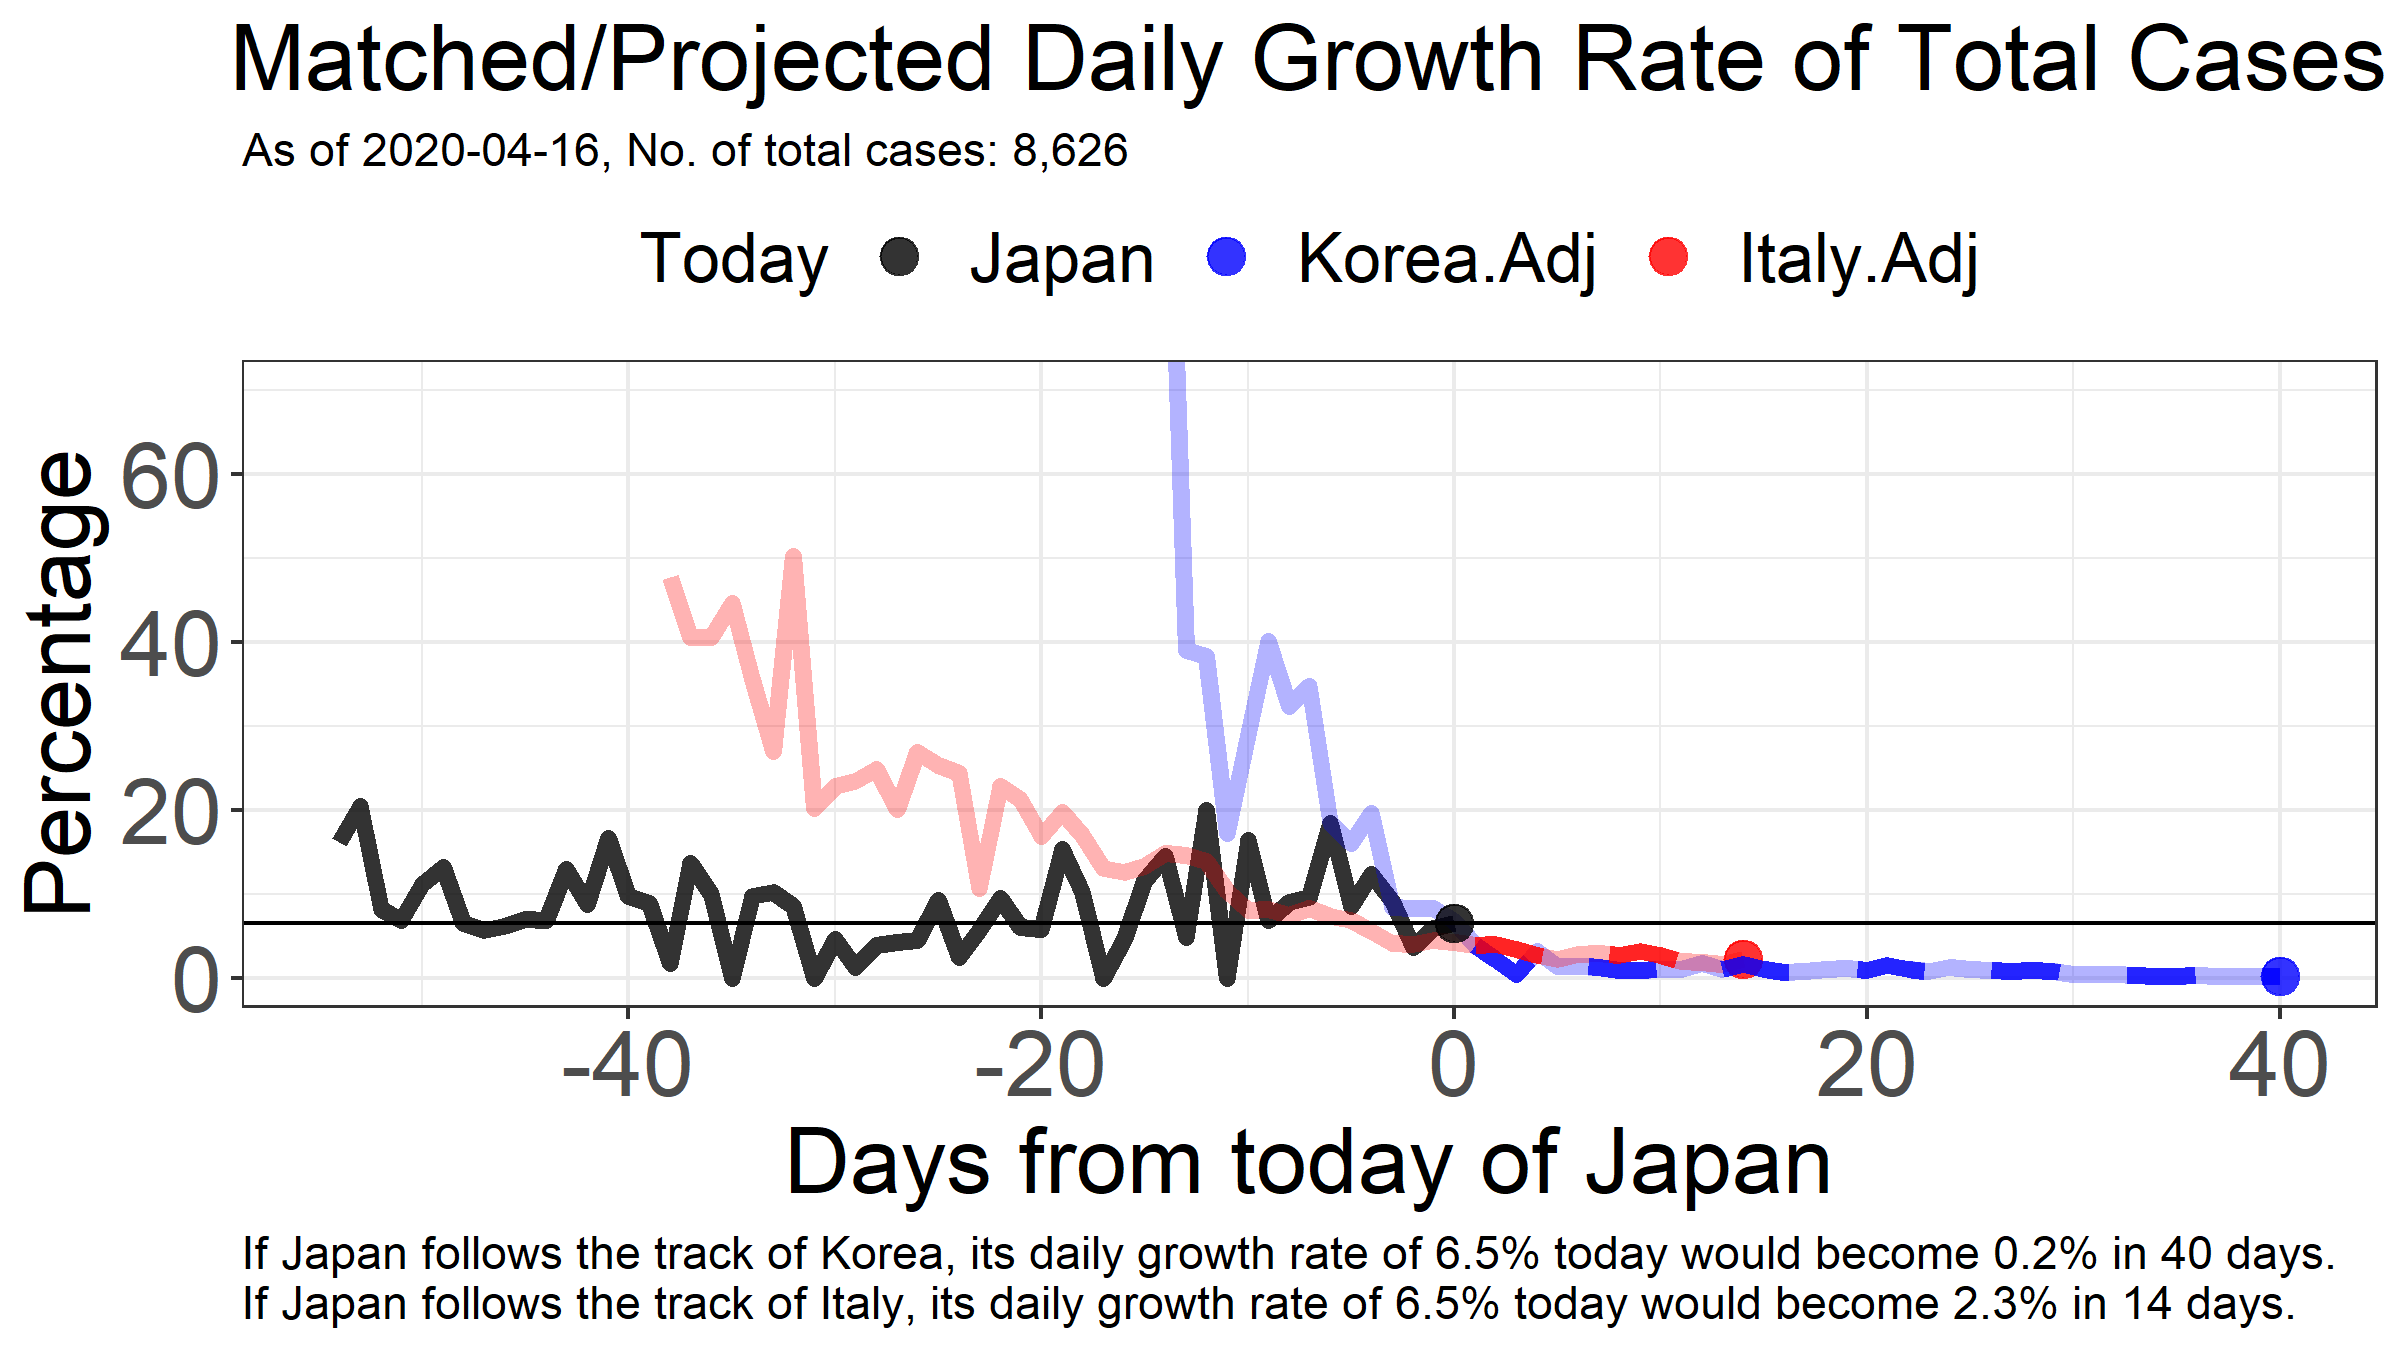 Matched/Projected Daily Growth Rate of Total Cases
As of 2020-04-16, No. of total cases: 8,626
Today Japan Korea.Adj Italy.Adj
Percentage
60
40
20
0
-40 -20 0 20 40
Days from today of Japan
If Japan follows the track of Korea, its daily growth rate of 6.5% today would become 0.2% in 40 days.
If Japan follows the track of Italy, its daily growth rate of 6.5% today would become 2.3% in 14 days.